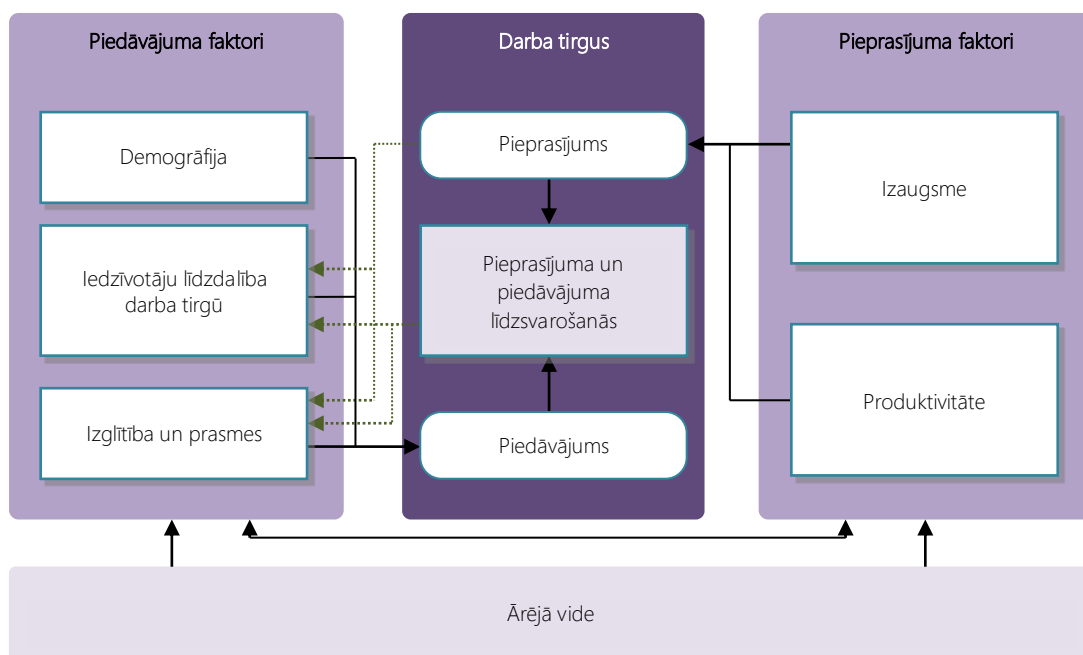 Piedāvājuma faktori
Darba tirgus
Pieprasījuma faktori
Demogrāfija
Iedzīvotāju līdzdalība
darba tirgū
Izglītība un prasmes
Pieprasījums
Pieprasījuma un
piedāvājuma
līdzsvarošanās
Piedāvājums
Izaugsme
Produktivitāte
Ārējā vide